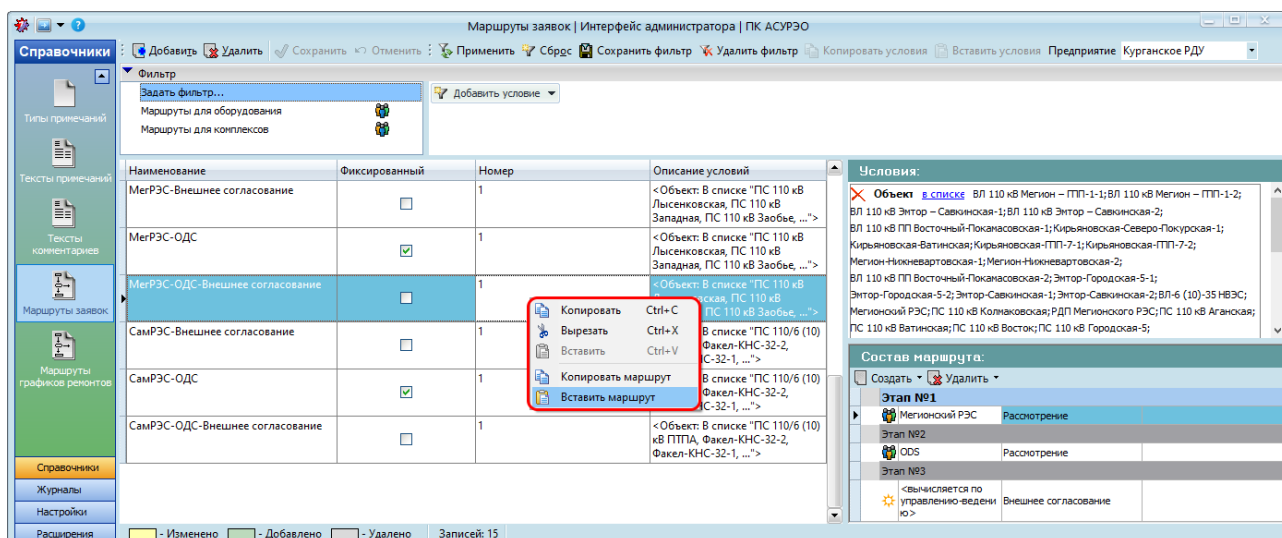 Маршруты заявок | Интерфейс администратора | ПК АСУРЭО
Справочники
Добавить Удалить Сохранить Отменить Применить Сброс Сохранить фильтр Удалить фильтр Копировать условия Вставить условия Предприятие Курганское РДУ
Фильтр
Задать фильтр...
Маршруты для оборудования
Маршруты для комплексов
Добавить условие
Типы примечаний
Тексты примечаний
Тексты
комментариев
Маршруты заявок
Маршруты
графиков ремонтов
Справочники
Журналы
Настройки
Расширения
Наименование Фиксированный Номер Описание условий
МегРЭС-Внешнее согласование 1 <Объект: В списке "ПС 110 кВ
Лысенковская, ПС 110 кВ
Западная, ПС 110 кВ Заобье, ...">
МегРЭС-ОДС 1 <Объект: В списке "ПС 110 кВ
Лысенковская, ПС 110 кВ
Западная, ПС 110 кВ Заобье, ...">
МегРЭС-ОДС-Внешнее согласование 1 <Объект: В списке "ПС 110 кВ
вская, ПС 110 кВ
ПС 110 кВ Заобье, ...">
СамРЭС-Внешнее согласование 1 В списке "ПС 110/6 (10)
Факел-КНС-32-2,
С-32-1, ...">
СамРЭС-ОДС 1 В списке "ПС 110/6 (10)
Факел-КНС-32-2,
С-32-1, ...">
СамРЭС-ОДС-Внешнее согласование 1 <Объект: В списке "ПС 110/6 (10)
кВ ПТПА, Факел-КНС-32-2,
Факел-КНС-32-1, ...">
Копировать Ctrl+C
Вырезать Ctrl+X
Вставить Ctrl+V
Копировать маршрут
Вставить маршрут
Условия:
Объект в списке ВЛ 110 кВ Мегион – ГПП-1-1;ВЛ 110 кВ Мегион – ГПП-1-2;
ВЛ 110 кВ Энтор – Савкинская-1;ВЛ 110 кВ Энтор – Савкинская-2;
ВЛ 110 кВ ПП Восточный-Покамасовская-1;Кирьяновская-Северо-Покурская-1;
Кирьяновская-Ватинская;Кирьяновская-ГПП-7-1;Кирьяновская-ГПП-7-2;
Мегион-Нижневартовская-1;Мегион-Нижневартовская-2;
ВЛ 110 кВ ПП Восточный-Покамасовская-2;Энтор-Городская-5-1;
Энтор-Городская-5-2;Энтор-Савкинская-1;Энтор-Савкинская-2;ВЛ-6 (10)-35 НВЭС;
Мегионский РЭС;ПС 110 кВ Колмаковская;РДП Мегионского РЭС;ПС 110 кВ Аганская;
ПС 110 кВ Ватинская;ПС 110 кВ Восток;ПС 110 кВ Городская-5;
Состав маршрута:
Создать Удалить
Этап №1
Мегионский РЭС Рассмотрение
Этап №2
ODS Рассмотрение
Этап №3
<вычисляется по
управлению-ведени Внешнее согласование
ю>
- Изменено - Добавлено - Удалено Записей: 15